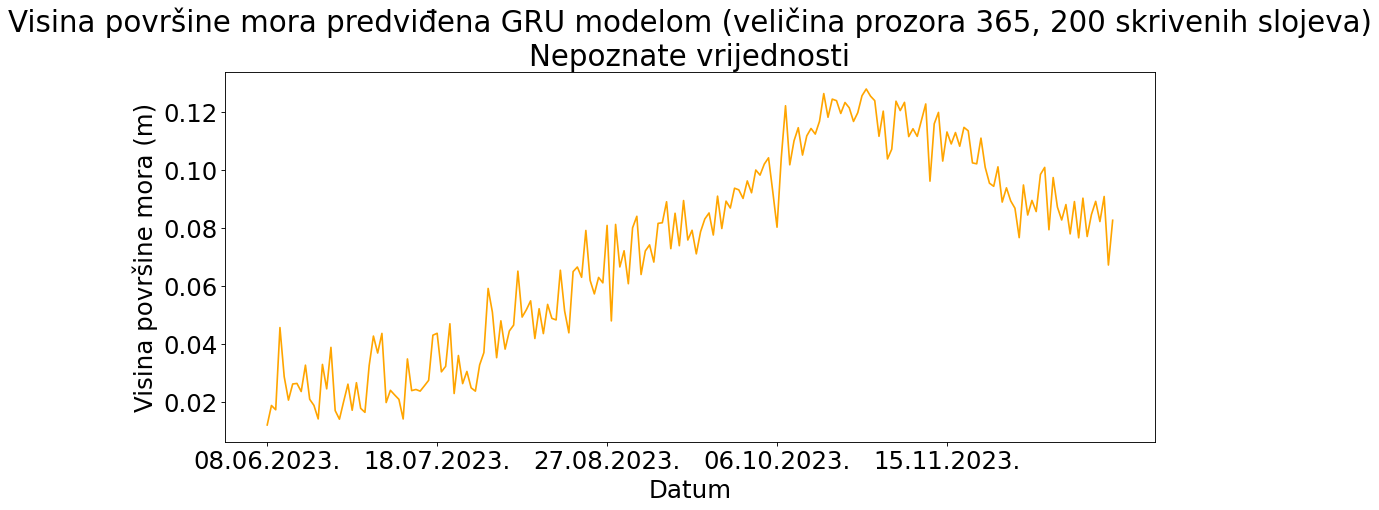 Visina površine mora predviđena GRU modelom (veličina prozora 365, 200 skrivenih slojeva)
Nepoznate vrijednosti
Visina površine mora (m)
0.12
0.10
0.08
0.06
0.04
0.02
08.06.2023. 18.07.2023. 27.08.2023. 06.10.2023. 15.11.2023.
Datum